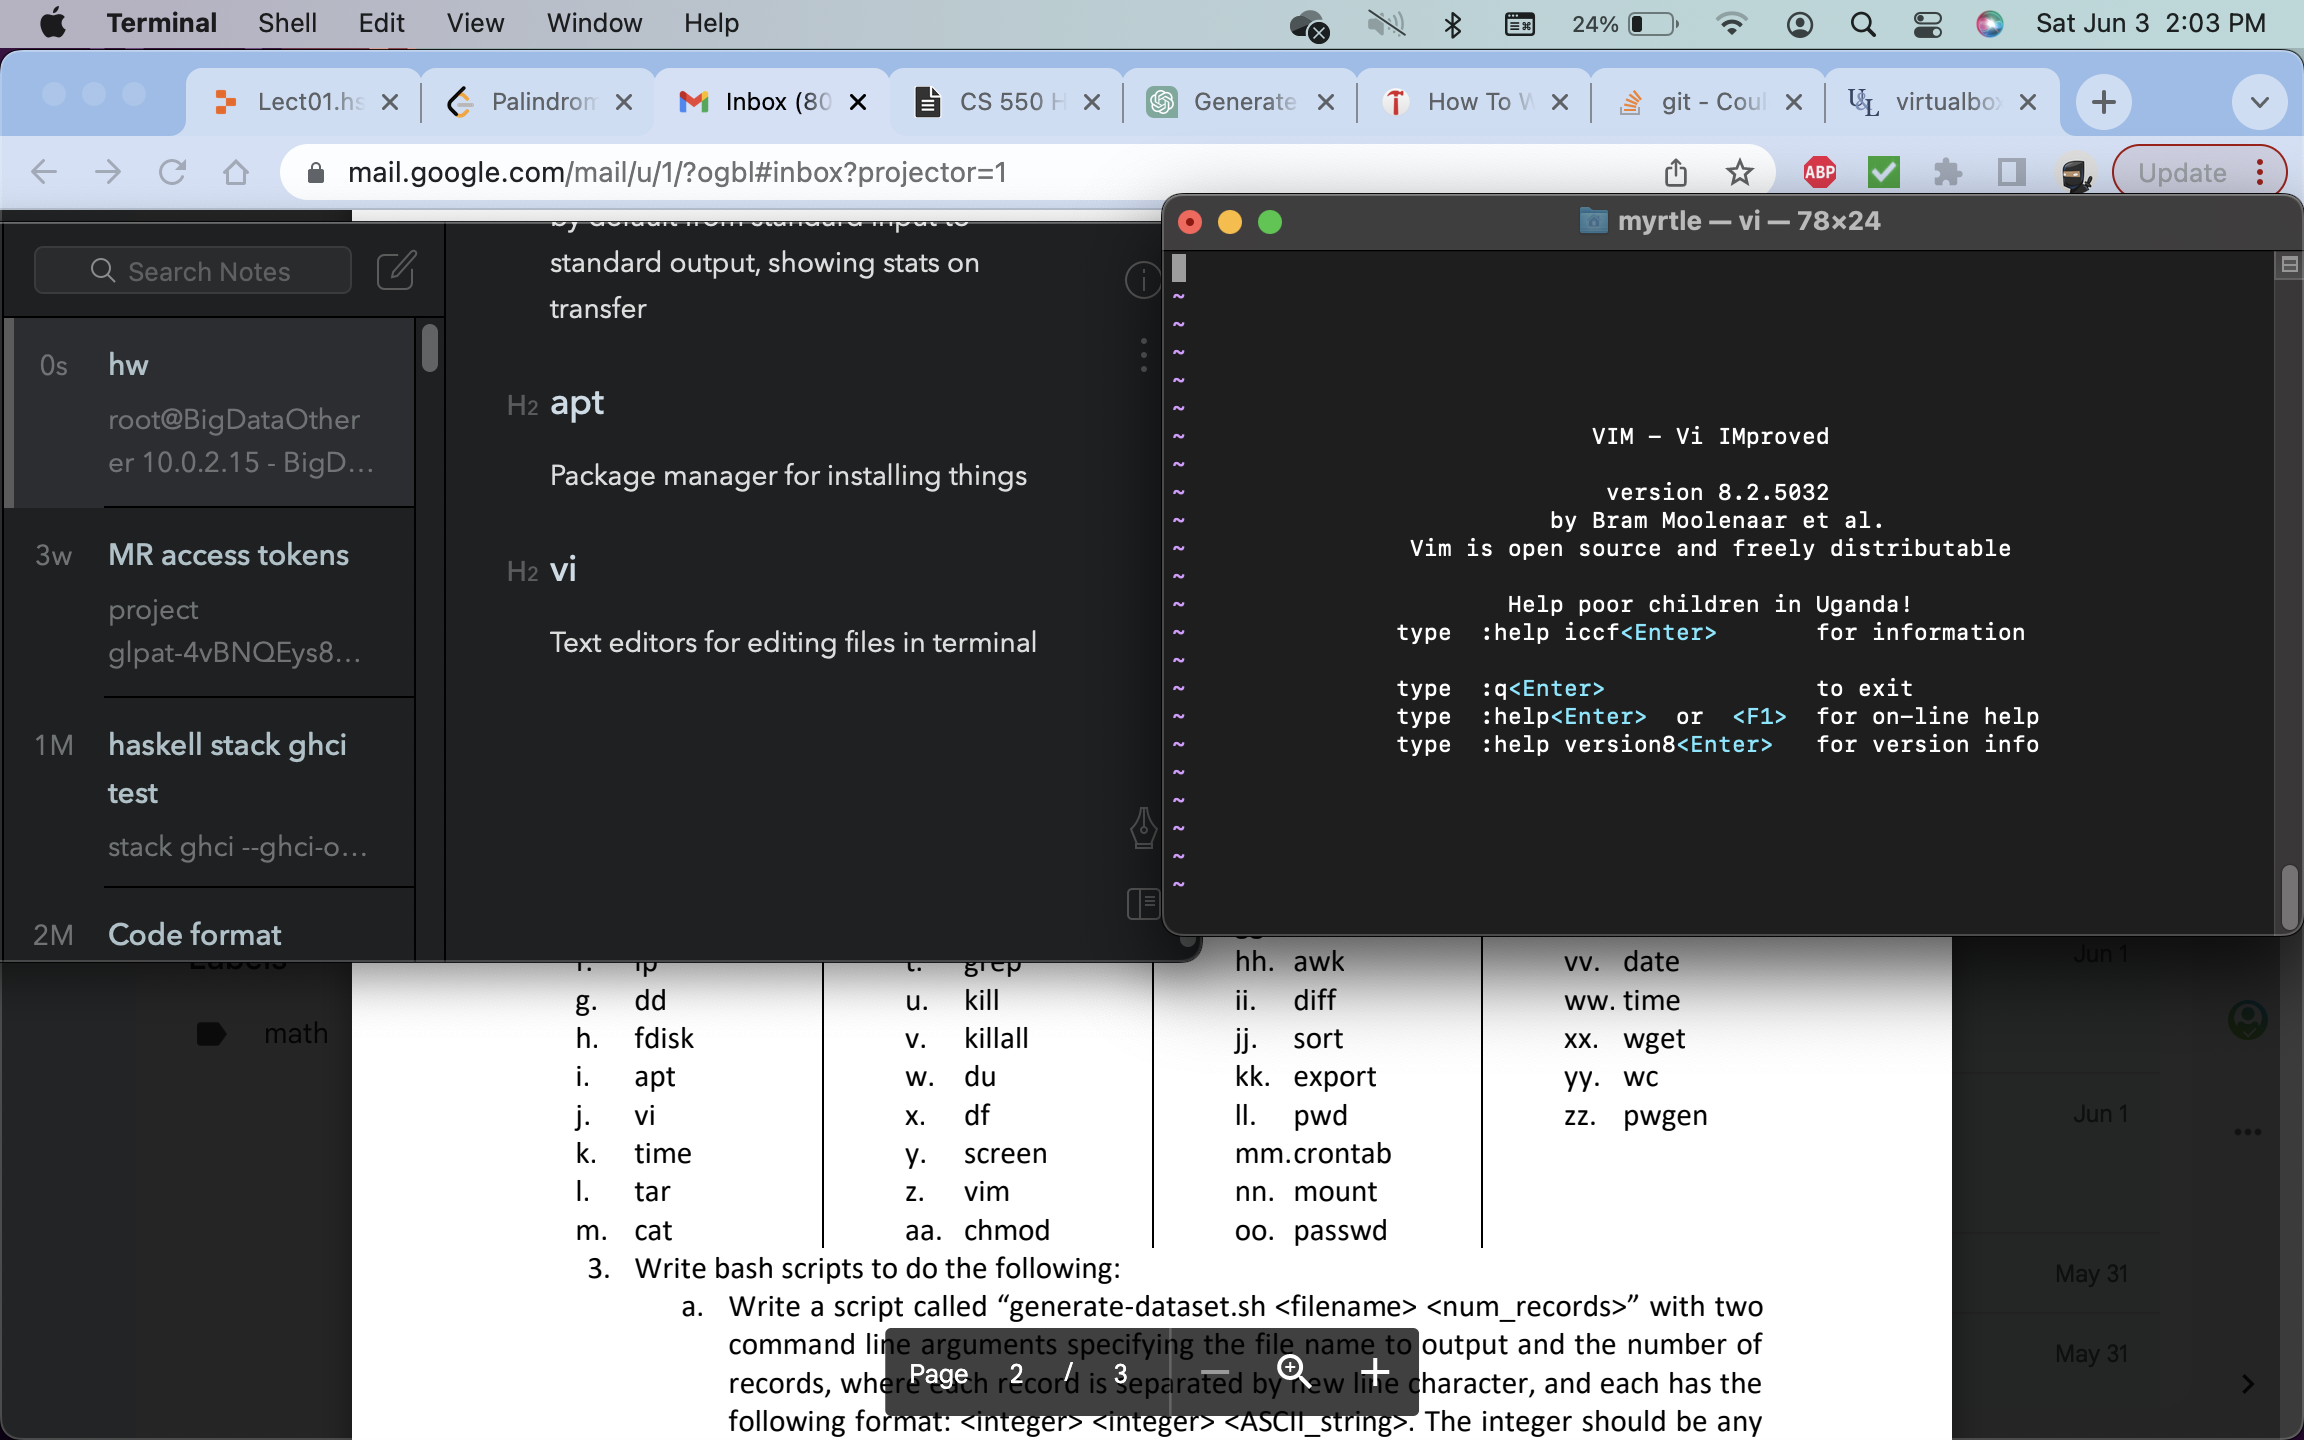 Terminal Shell Edit View Window Help 24% Sat Jun 3 2:03 PM
Lect01.hs Palindrom Inbox (80 CS 550 H Generate How To W git - Coul virtualbox
mail.google.com/mail/u/1/?ogbl#inbox?projector=1 ABP Update
Search Notes
0s hw
root@BigDataOther
er 10.0.2.15 - BigD...
3w MR access tokens
project
glpat-4vBNQEys8...
1M haskell stack ghci
test
stack ghci --ghci-o...
2M Code format
by default from standard input to
standard output, showing stats on
transfer
H2 apt
Package manager for installing things
H2 vi
Text editors for editing files in terminal
myrtle — vi — 78×24
~
~
~
~
~
~ VIM - Vi IMproved
~
~ version 8.2.5032
~ by Bram Moolenaar et al.
~ Vim is open source and freely distributable
~
~ Help poor children in Uganda!
~ type :help iccf<Enter> for information
~
~ type :q<Enter> to exit
~ type :help<Enter> or <F1> for on-line help
~ type :help version8<Enter> for version info
~
~
~
~
~
Labels
math
f. ip
g. dd
h. fdisk
i. apt
j. vi
k. time
l. tar
m. cat
t. grep
u. kill
v. killall
w. du
x. df
y. screen
z. vim
aa. chmod
hh. awk
ii. diff
jj. sort
kk. export
ll. pwd
mm. crontab
nn. mount
oo. passwd
vv. date
ww. time
xx. wget
yy. wc
zz. pwgen
3. Write bash scripts to do the following:
a. Write a script called “generate-dataset.sh <filename> <num_records>” with two
command line arguments specifying the file name to output and the number of
records, where each record is separated by new line character, and each has the
following format: <integer> <integer> <ASCII_string>. The integer should be any
Page 2 / 3
Jun 1
Jun 1
May 31
May 31